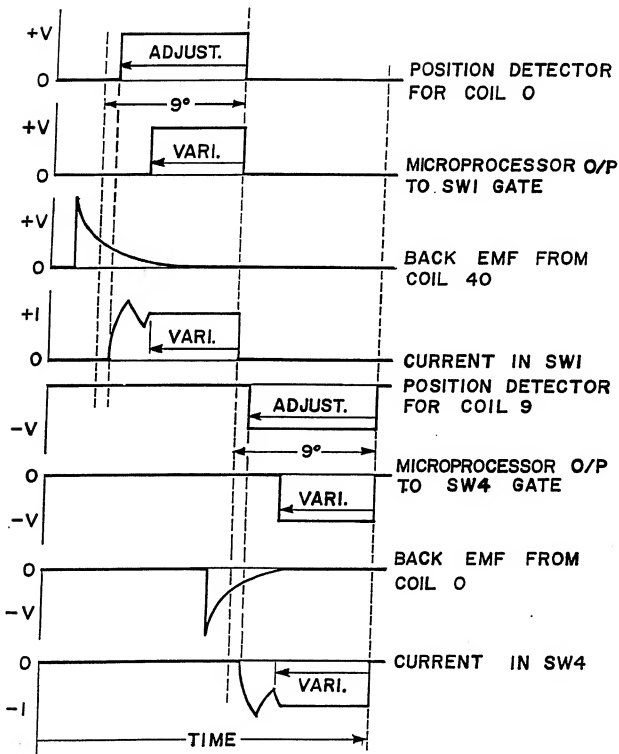 +V
0
ADJUST.
POSITION DETECTOR
FOR COIL 0
9°
+V
0
VARI.
MICROPROCESSOR O/P
TO SW1 GATE
+V
0
BACK EMF FROM
COIL 40
+I
0
VARI.
CURRENT IN SW1
POSITION DETECTOR
FOR COIL 9
-V
ADJUST.
9°
0
-V
VARI.
MICROPROCESSOR O/P
TO SW4 GATE
0
-V
BACK EMF FROM
COIL 0
0
-I
VARI.
CURRENT IN SW4
TIME